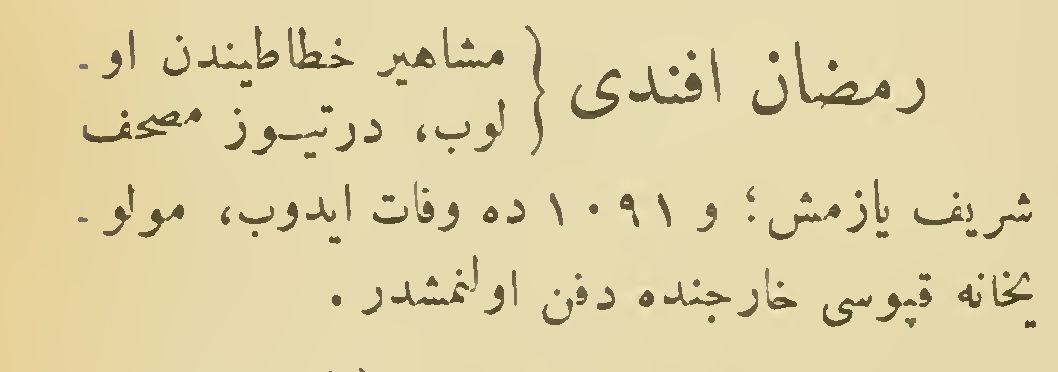 رمضان افندی { مشاهیر خطاطیندن او -
لوب، درتیوز مصحف
شریف یازمش؛ و ١٠٩١ ده وفات ایدوب، مولو -
یخانه قپوسی خارجنده دفن اولنمشدر .